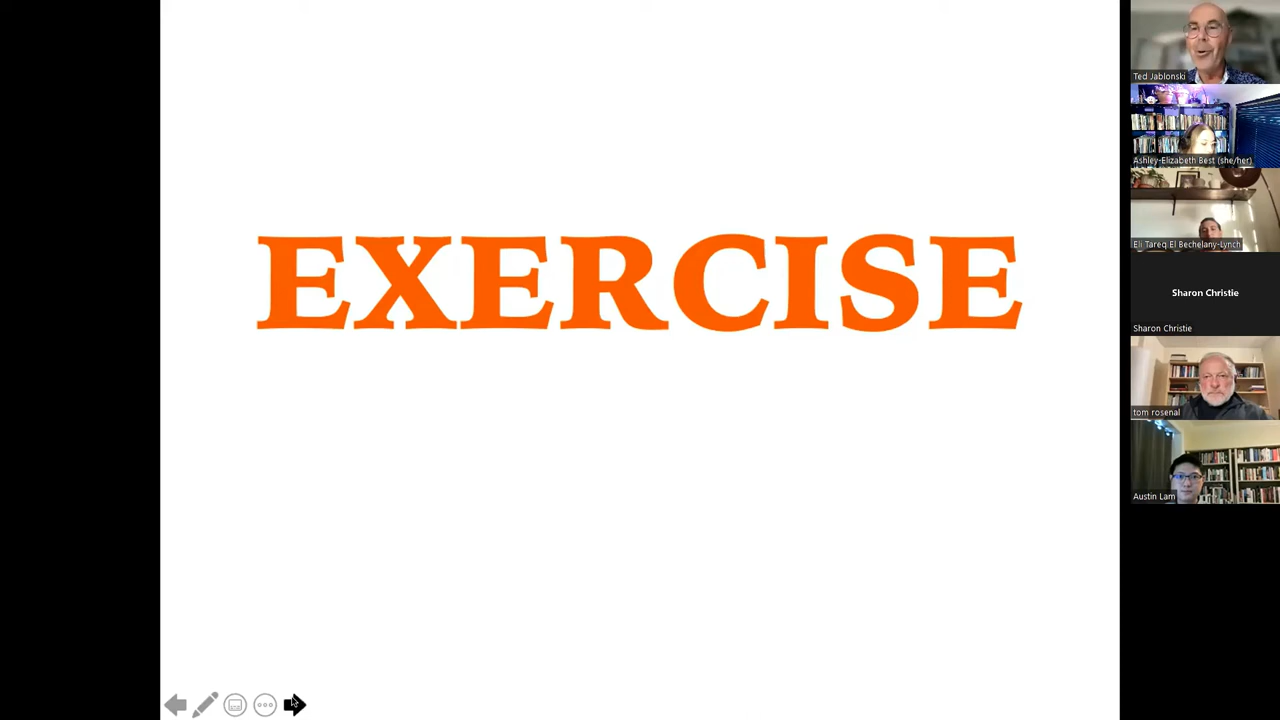 EXERCISE
Ted Jablonski
Ashley-Elizabeth Best (she/her)
Eli Tareq El Bechelany-Lynch
Sharon Christie
Sharon Christie
tom rosenal
Austin Lam